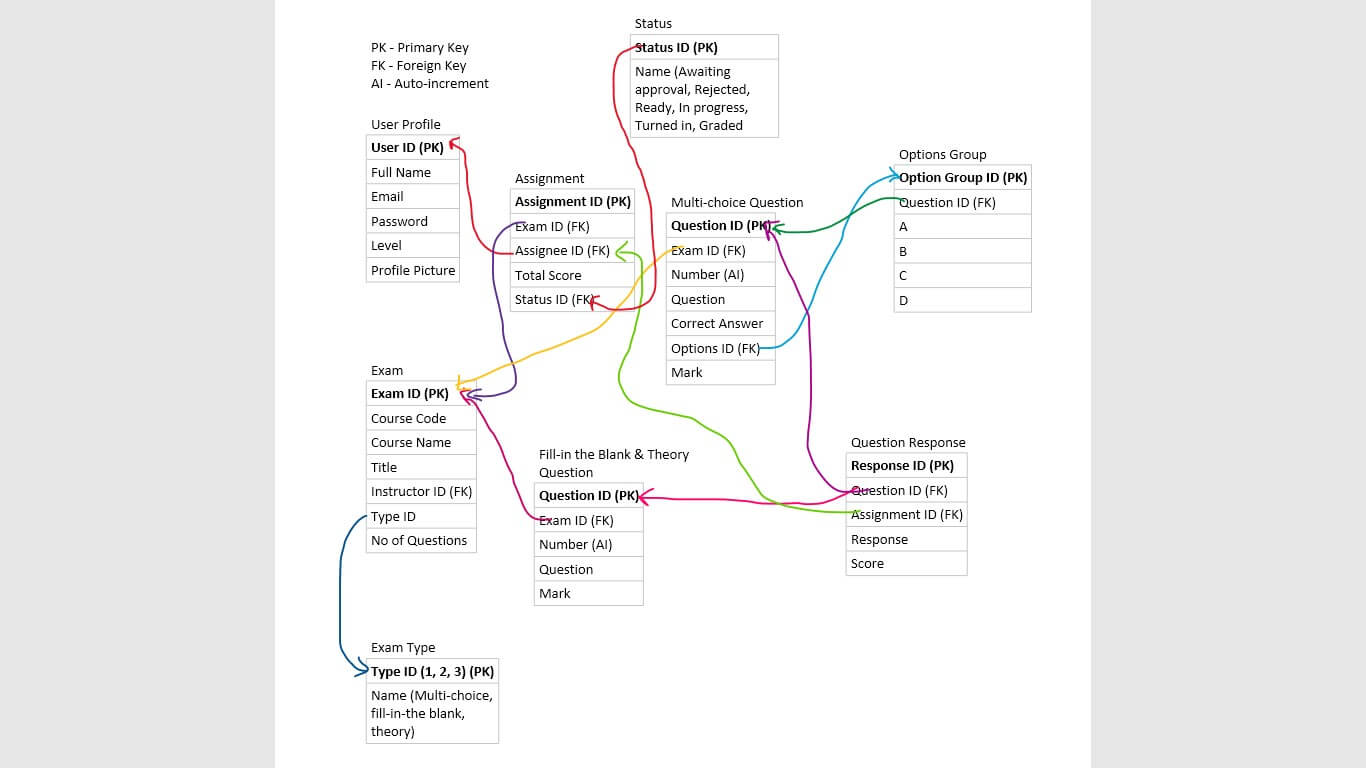 Status
Status ID (PK)
Name (Awaiting
approval, Rejected,
Ready, In progress,
Turned in, Graded
PK - Primary Key
FK - Foreign Key
AI - Auto-increment
User Profile
User ID (PK)
Full Name
Email
Password
Level
Profile Picture
Assignment
Assignment ID (PK)
Exam ID (FK)
Assignee ID (FK)
Total Score
Status ID (FK)
Multi-choice Question
Question ID (PK)
Exam ID (FK)
Number (AI)
Question
Correct Answer
Options ID (FK)
Mark
Options Group
Option Group ID (PK)
Question ID (FK)
A
B
C
D
Exam
Exam ID (PK)
Course Code
Course Name
Title
Instructor ID (FK)
Type ID
No of Questions
Fill-in the Blank & Theory
Question
Question ID (PK)
Exam ID (FK)
Number (AI)
Question
Mark
Question Response
Response ID (PK)
Question ID (FK)
Assignment ID (FK)
Response
Score
Exam Type
Type ID (1, 2, 3) (PK)
Name (Multi-choice,
fill-in-the blank,
theory)